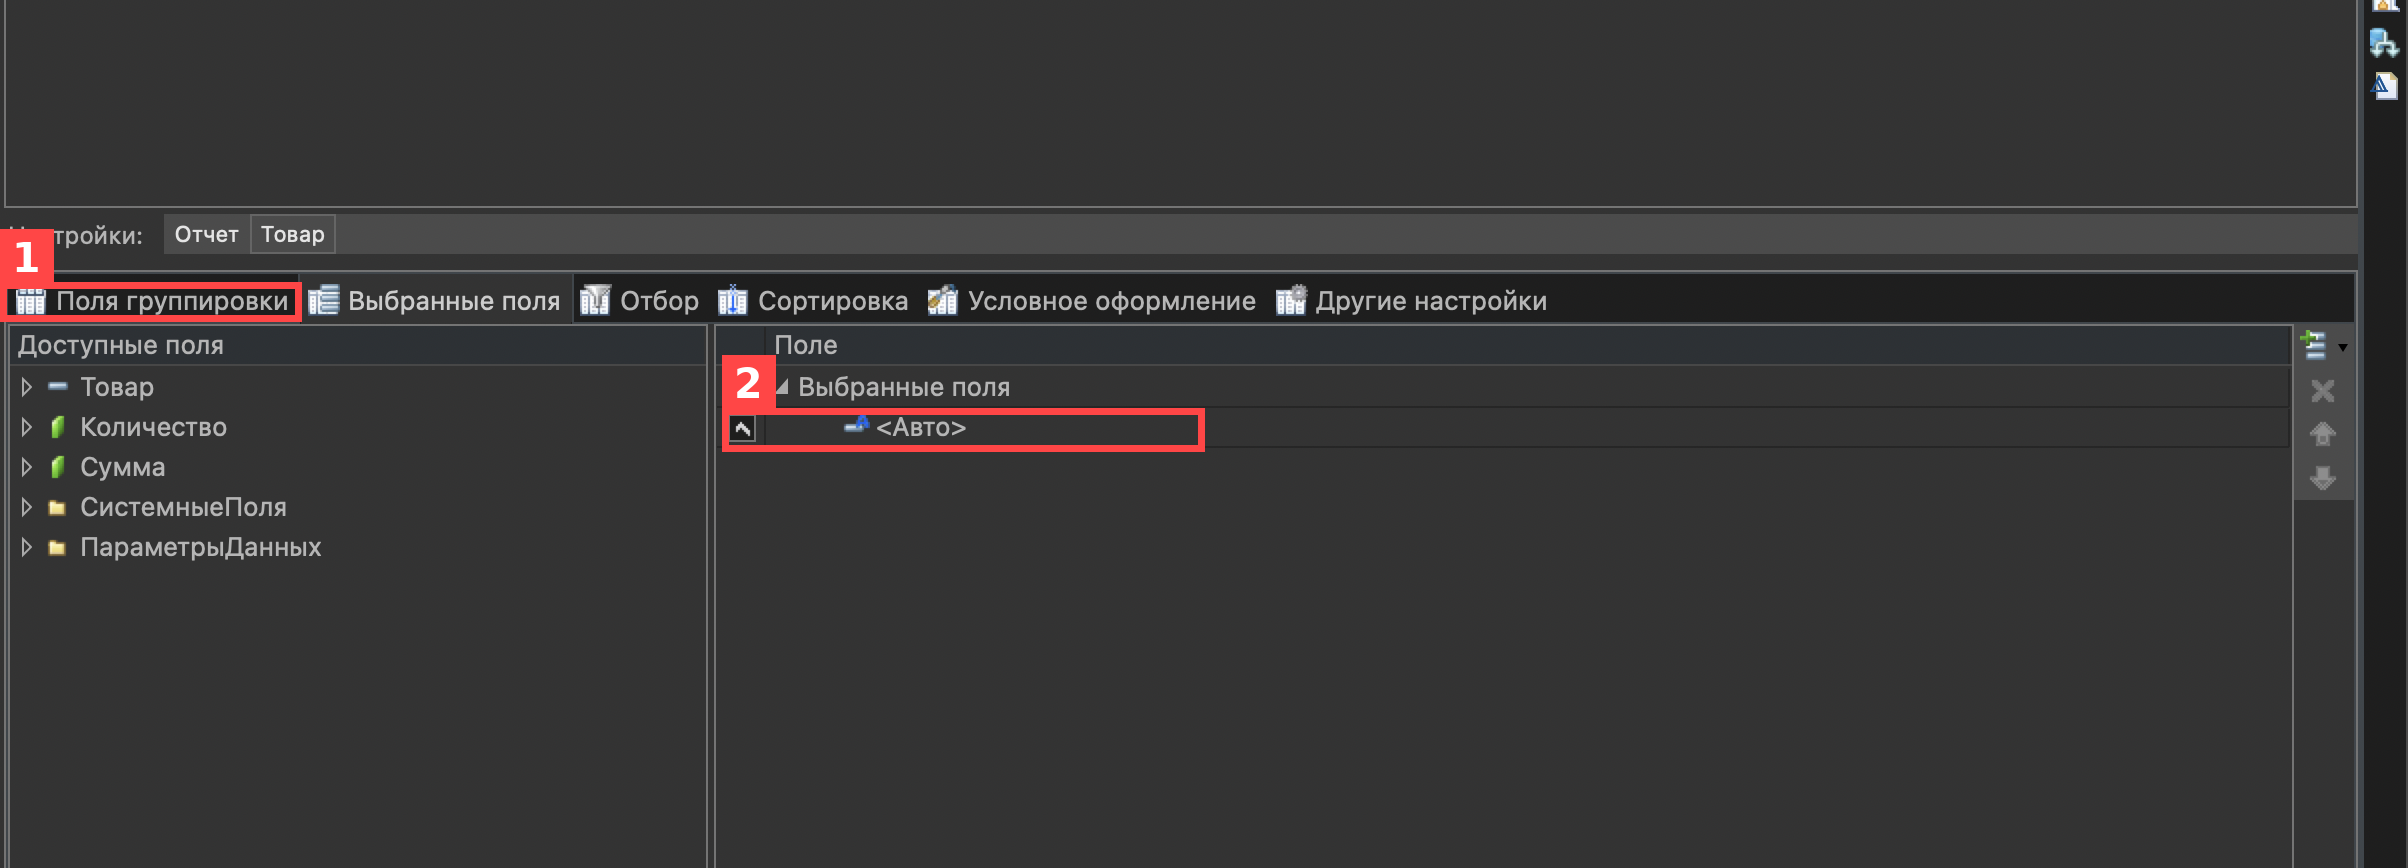 тройки: Отчет Товар
1
Поля группировки Выбранные поля Отбор Сортировка Условное оформление Другие настройки
Доступные поля Поле
2
Товар Выбранные поля
Количество <Авто>
Сумма
СистемныеПоля
ПараметрыДанных